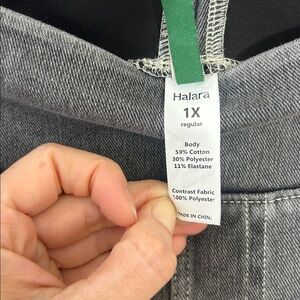 Halara
1X
regular
Body
59% Cotton
30% Polyester
11% Elastane
Contrast Fabric
100% Polyester
MADE IN CHINA